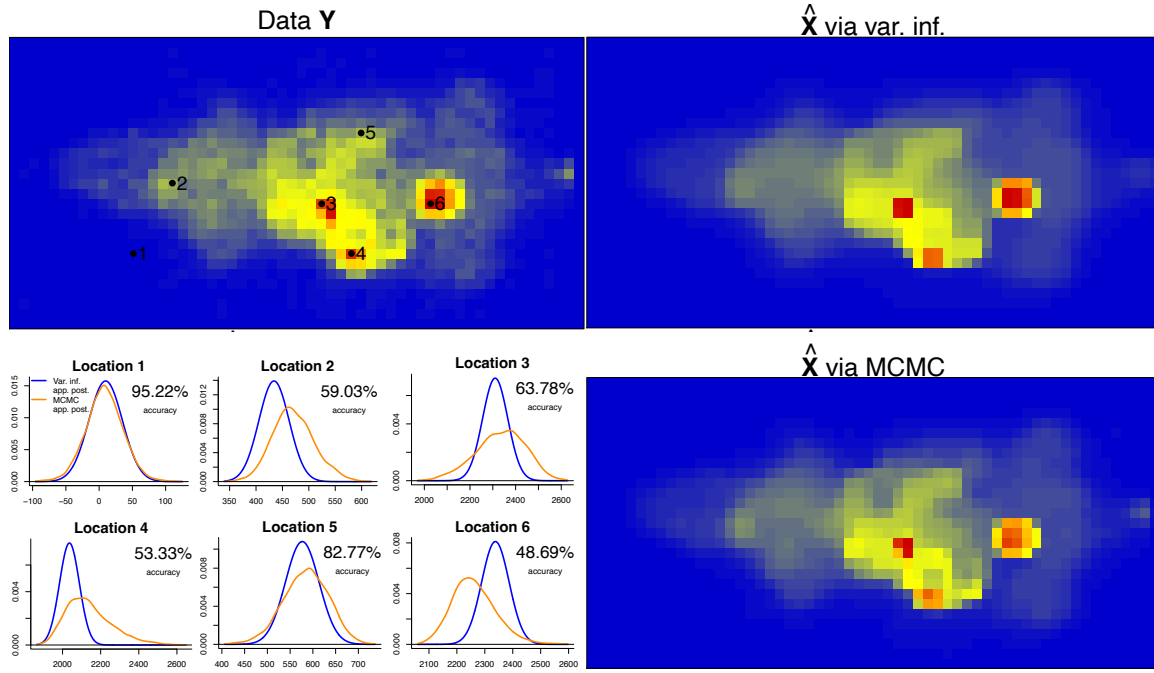 Data Y
X̂ via var. inf.
1
2
3
4
5
6
Location 1
Var. inf.
app. post.
MCMC
app. post.
95.22%
accuracy
0.000 0.005 0.010 0.015
−100 −50 0 50 100
Location 2
59.03%
accuracy
0.000 0.004 0.008 0.012
350 400 450 500 550 600
Location 3
63.78%
accuracy
0.000 0.004
2000 2200 2400 2600
X̂ via MCMC
Location 4
53.33%
accuracy
0.000 0.004
2000 2200 2400 2600
Location 5
82.77%
accuracy
0.000 0.004 0.008
400 450 500 550 600 650 700
Location 6
48.69%
accuracy
0.000 0.002 0.004 0.006 0.008
2100 2200 2300 2400 2500 2600